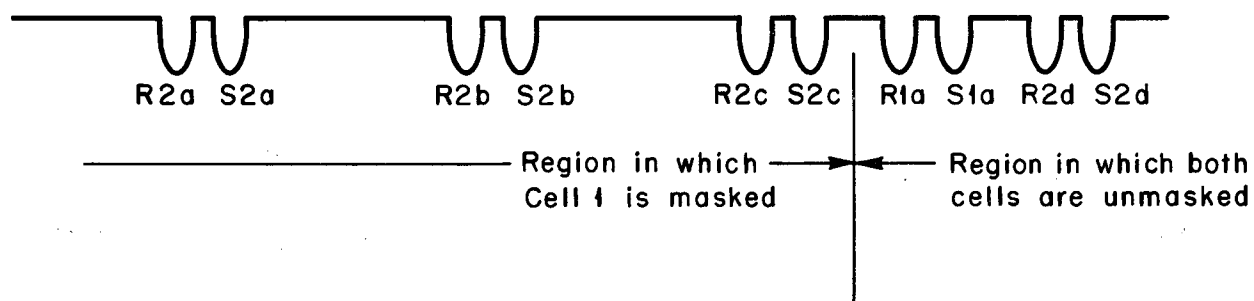 R2a S2a R2b S2b R2c S2c R1a S1a R2d S2d
Region in which
Cell 1 is masked
Region in which both
cells are unmasked